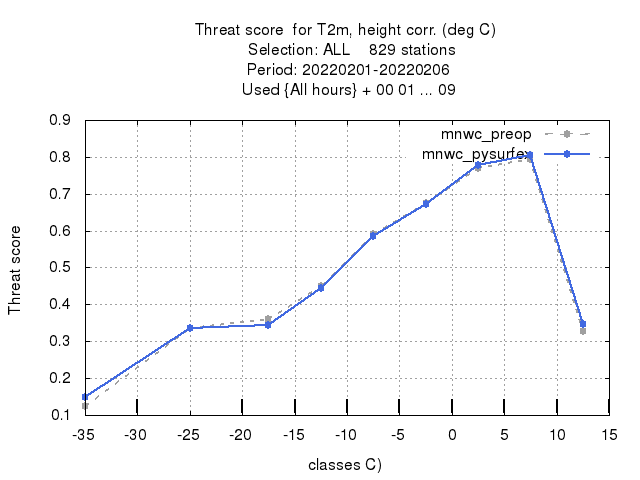 Threat score  for T2m, height corr. (deg C)
Selection: ALL    829 stations
Period: 20220201-20220206
Used {All hours} + 00 01 ... 09
mnwc_preop
mnwc_pysurfex
Threat score
0.9
0.8
0.7
0.6
0.5
0.4
0.3
0.2
0.1
-35 -30 -25 -20 -15 -10 -5 0 5 10 15
classes C)